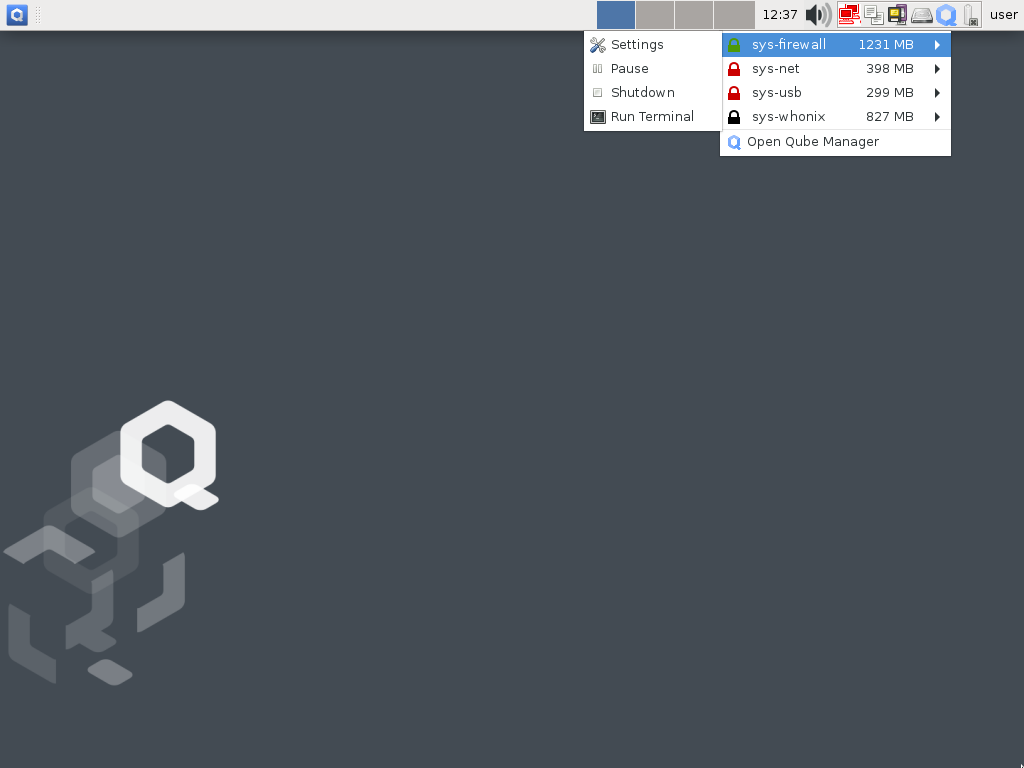 12:37 user
Settings
Pause
Shutdown
Run Terminal
sys-firewall 1231 MB
sys-net 398 MB
sys-usb 299 MB
sys-whonix 827 MB
Open Qube Manager